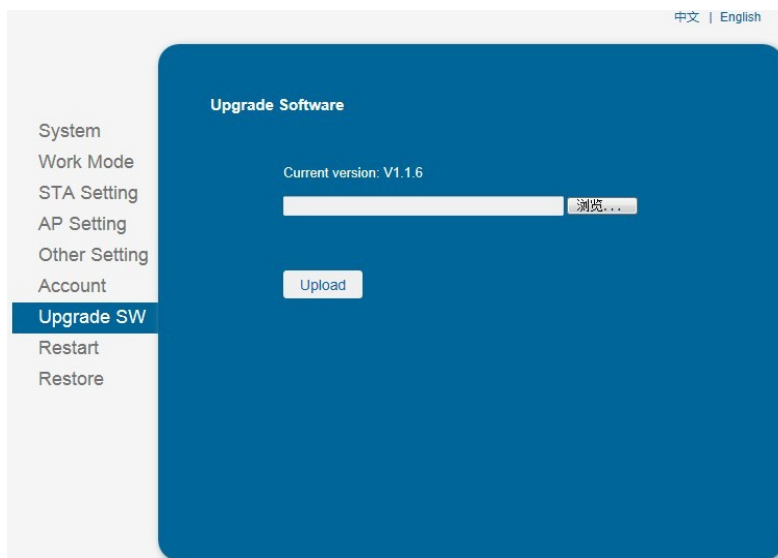 中文 | English
Upgrade Software
System
Work Mode
STA Setting
AP Setting
Other Setting
Account
Upgrade SW
Restart
Restore
Current version: V1.1.6
浏览...
Upload